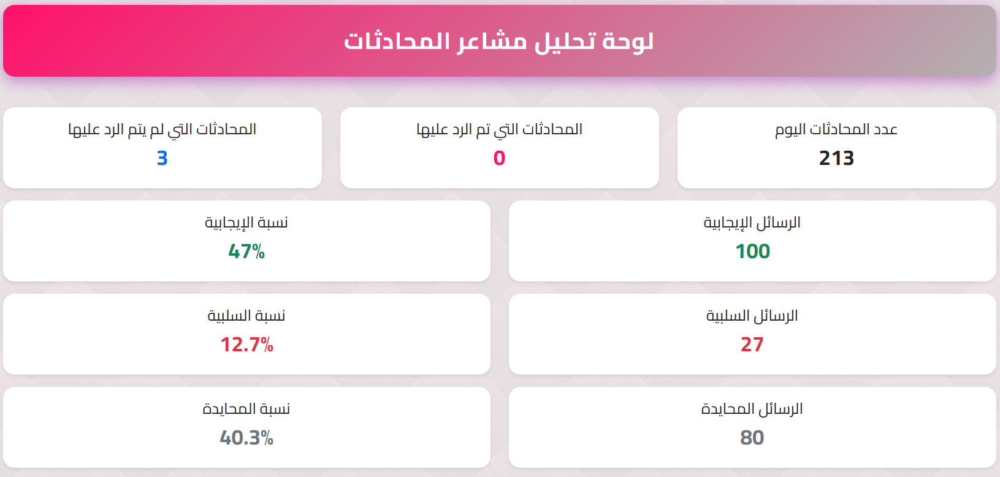 لوحة تحليل مشاعر المحادثات
عدد المحادثات اليوم
213
المحادثات التي تم الرد عليها
0
المحادثات التي لم يتم الرد عليها
3
الرسائل الإيجابية
100
نسبة الإيجابية
47%
الرسائل السلبية
27
نسبة السلبية
12.7%
الرسائل المحايدة
80
نسبة المحايدة
40.3%